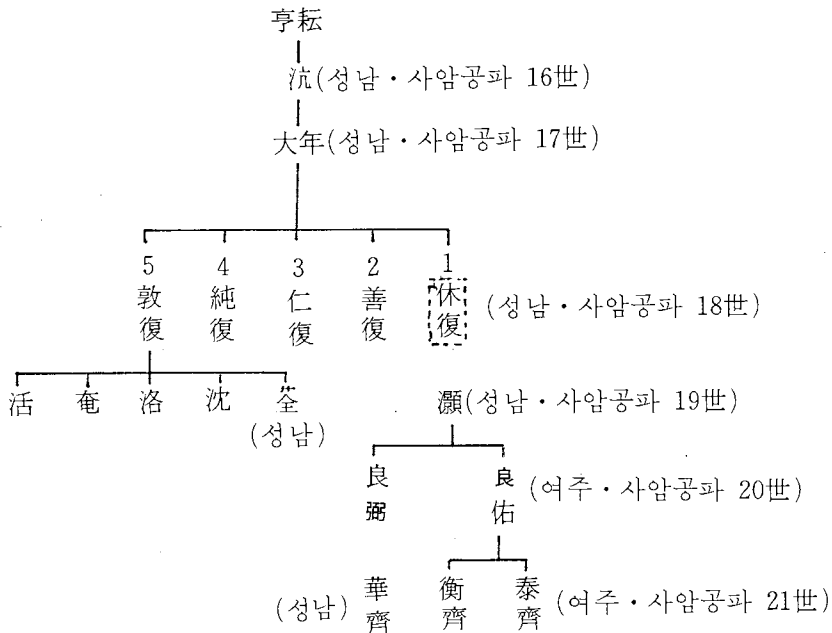 亨耘
沆(성남・사암공파 16世)
大年(성남・사암공파 17世)
5 4 3 2 1
敦復 純復 仁復 善復 休復 (성남・사암공파 18世)
活 奄 洛 沈 荃
(성남)
灝(성남・사암공파 19世)
良弼 良佑 (여주・사암공파 20世)
(성남) 華齊 衡齊 泰齊 (여주・사암공파 21世)